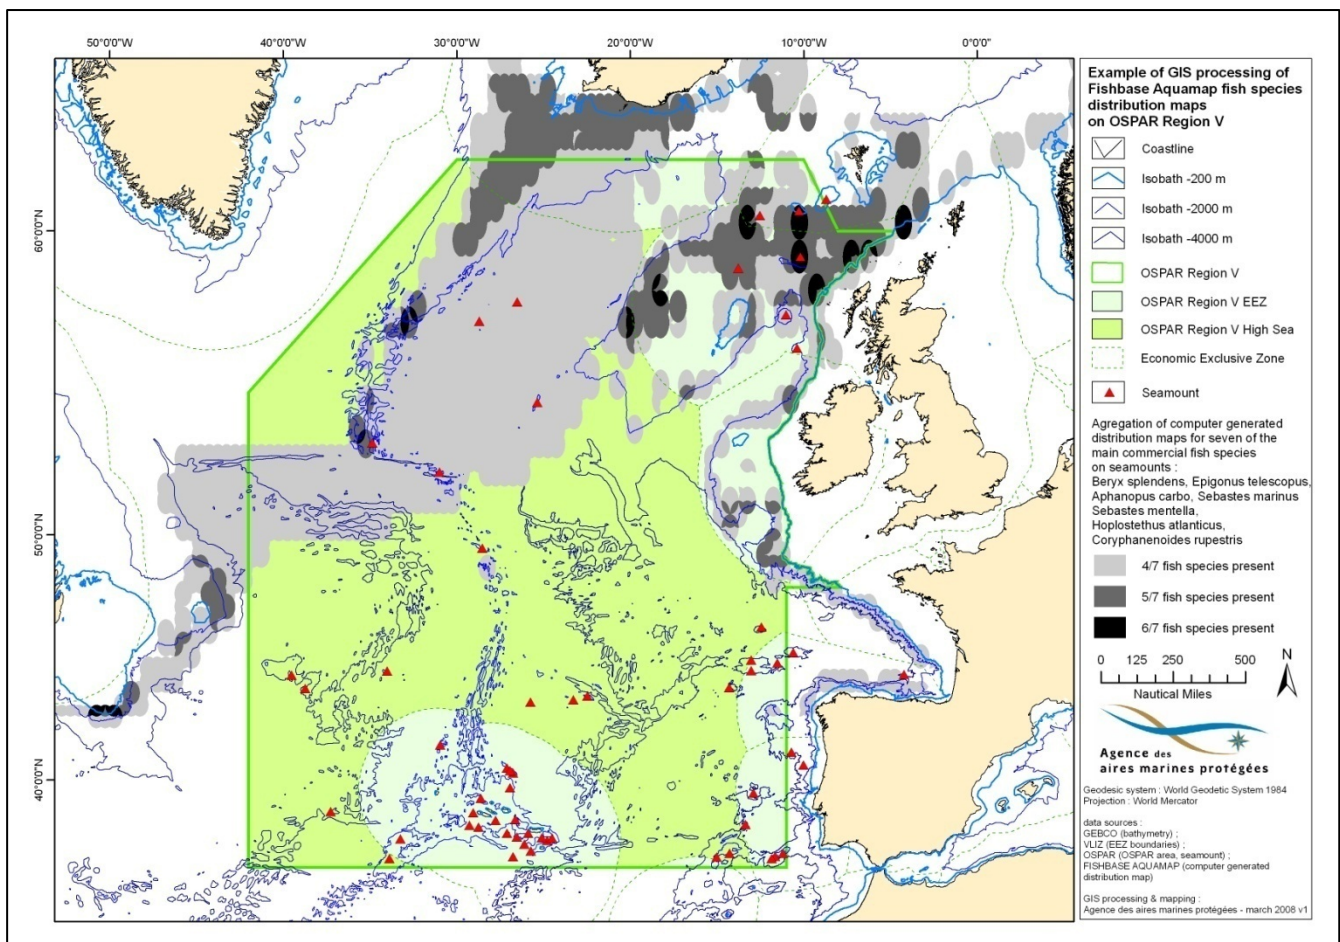 50°0'0"W
40°0'0"W
30°0'0"W
20°0'0"W
10°0'0"W
0°0'0"
60°0'0"N
50°0'0"N
40°0'0"N
Example of GIS processing of
Fishbase Aquamap fish species
distribution maps
on OSPAR Region V
Coastline
Isobath -200 m
Isobath -2000 m
Isobath -4000 m
OSPAR Region V
OSPAR Region V EEZ
OSPAR Region V High Sea
Economic Exclusive Zone
Seamount
Agregation of computer generated
distribution maps for seven of the
main commercial fish species
on seamounts :
Beryx splendens, Epigonus telescopus,
Aphanopus carbo, Sebastes marinus
Sebastes mentella,
Hoplostethus atlanticus,
Coryphanenoides rupestris
4/7 fish species present
5/7 fish species present
6/7 fish species present
N
0 125 250 500
Nautical Miles
Agence des
aires marines protégées
Geodesic system : World Geodetic System 1984
Projection : World Mercator
data sources :
GEBCO (bathymetry) ;
VLIZ (EEZ boundaries) ;
OSPAR (OSPAR area, seamount) ;
FISHBASE AQUAMAP (computer generated
distribution map)
GIS processing & mapping :
Agence des aires marines protégées - march 2008 v1